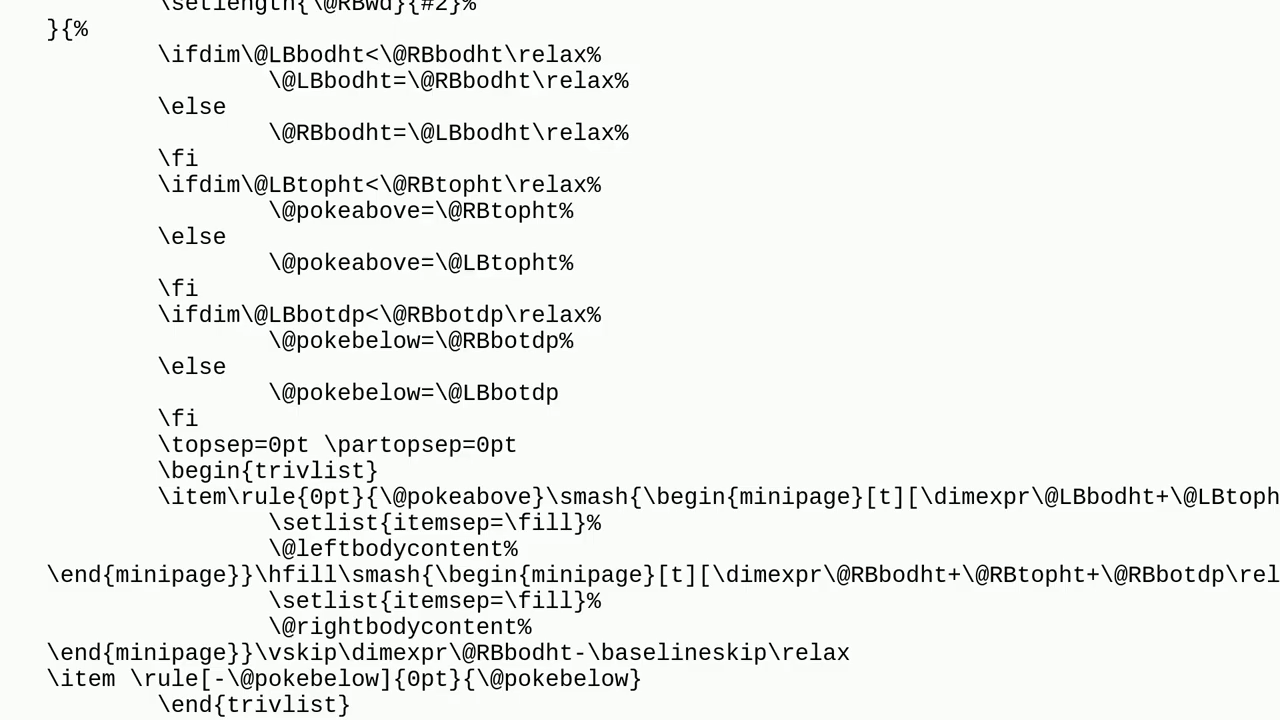 \setlength{\@RBwd}{#2}%
}{%
\ifdim\@LBbodht<\@RBbodht\relax%
\@LBbodht=\@RBbodht\relax%
\else
\@RBbodht=\@LBbodht\relax%
\fi
\ifdim\@LBtopht<\@RBtopht\relax%
\@pokeabove=\@RBtopht%
\else
\@pokeabove=\@LBtopht%
\fi
\ifdim\@LBbotdp<\@RBbotdp\relax%
\@pokebelow=\@RBbotdp%
\else
\@pokebelow=\@LBbotdp
\fi
\topsep=0pt \partopsep=0pt
\begin{trivlist}
\item\rule{0pt}{\@pokeabove}\smash{\begin{minipage}[t][\dimexpr\@LBbodht+\@LBtoph
\setlist{itemsep=\fill}%
\@leftbodycontent%
\end{minipage}}\hfill\smash{\begin{minipage}[t][\dimexpr\@RBbodht+\@RBtopht+\@RBbotdp\rel
\setlist{itemsep=\fill}%
\@rightbodycontent%
\end{minipage}}\vskip\dimexpr\@RBbodht-\baselineskip\relax
\item \rule[-\@pokebelow]{0pt}{\@pokebelow}
\end{trivlist}